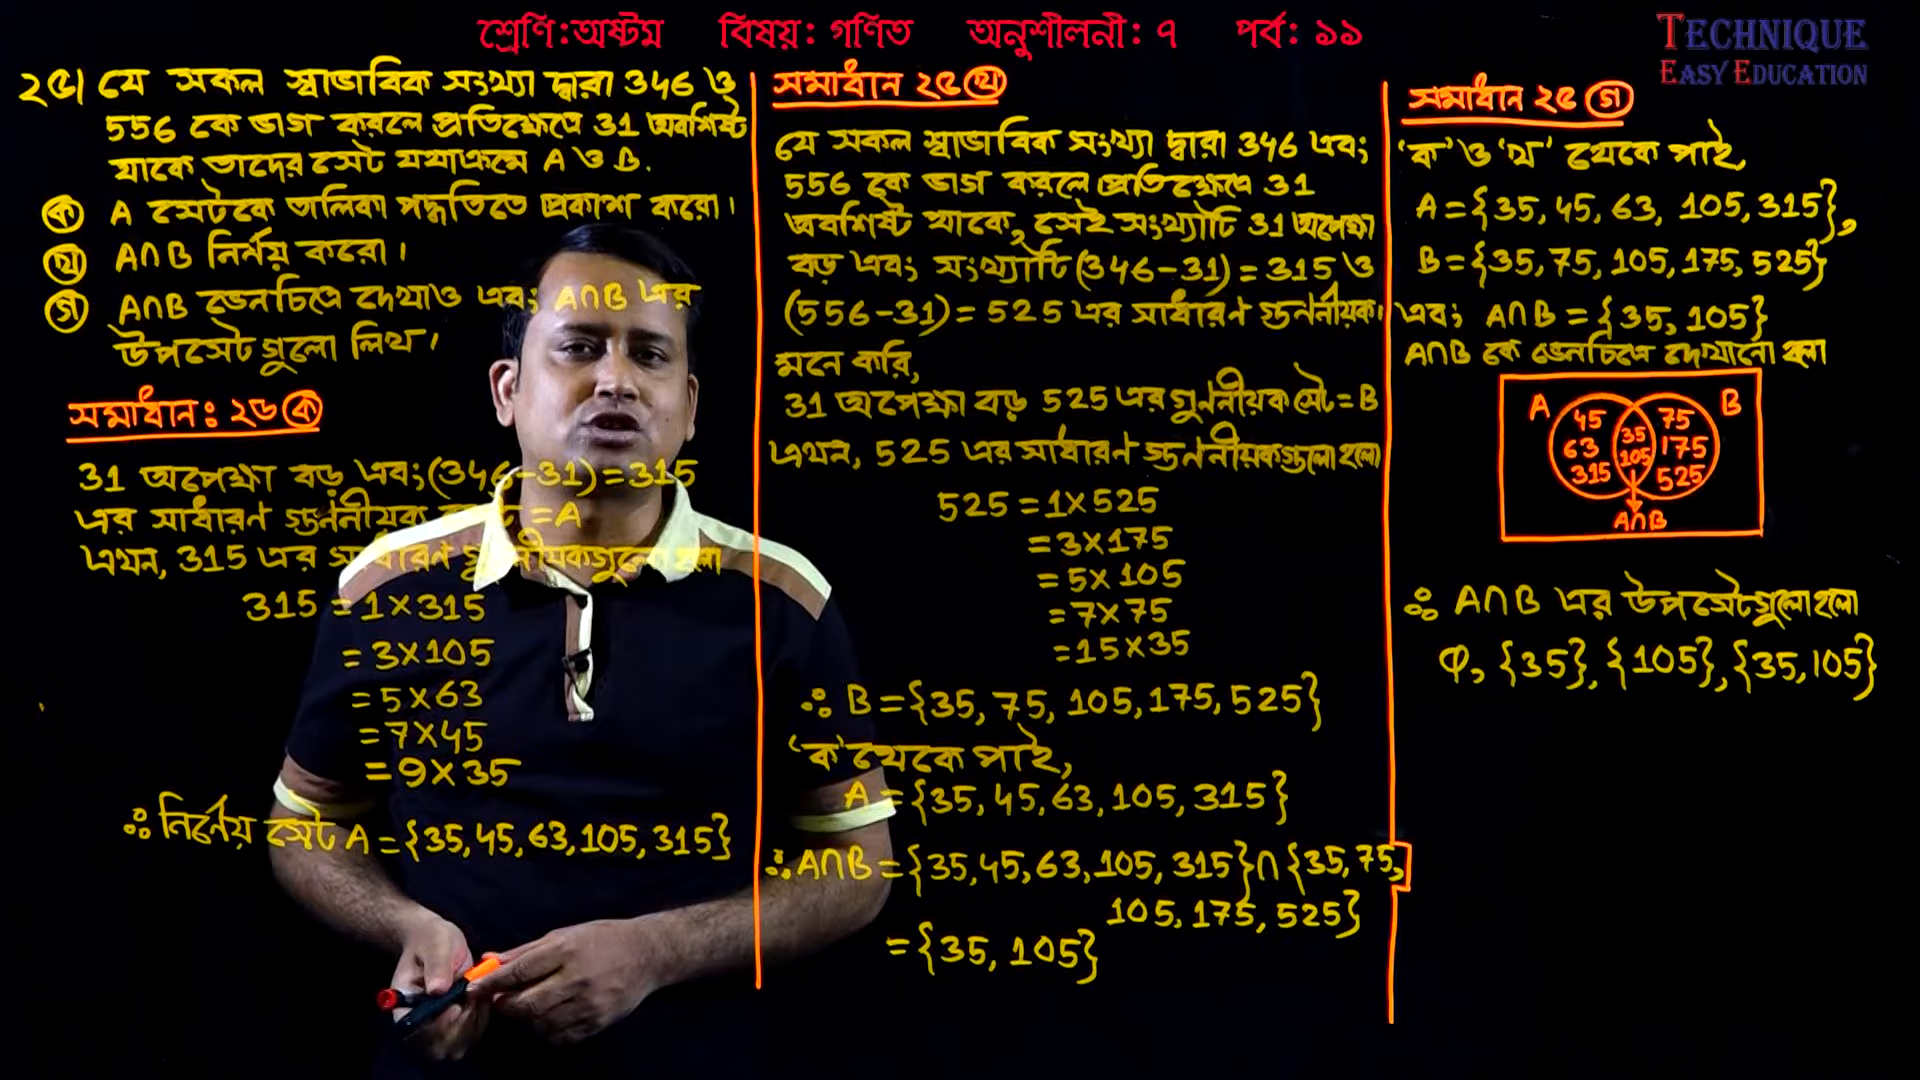 শ্রেণি:অষ্টম বিষয়: গণিত অনুশীলনী: ৭ পর্ব: ১১
TECHNIQUE
EASY EDUCATION
২৫। যে সকল স্বাভাবিক সংখ্যা দ্বারা 346 ও
556 কে ভাগ করলে প্রতিক্ষেত্রে 31 অবশিষ্ট
থাকে তাদের সেট যথাক্রমে A ও B.
ক A সেটকে তালিকা পদ্ধতিতে প্রকাশ করো।
খ A∩B নির্ণয় করো।
গ A∩B ভেনচিত্রে দেখাও এবং A∩B এর
উপসেট গুলো লিখ।
সমাধান: ২৫ ক
31 অপেক্ষা বড় এবং (346-31)=315
এর সাধারণ গুণনীয়ক = A
এখন, 315 এর সাধারণ গুণনীয়কগুলো হলো
315 = 1×315
= 3×105
= 5×63
= 7×45
= 9×35
∴ নির্ণেয় সেট A = {35,45,63,105,315}
সমাধান ২৫ খ
যে সকল স্বাভাবিক সংখ্যা দ্বারা 346 এবং
556 কে ভাগ করলে প্রতিক্ষেত্রে 31
অবশিষ্ট থাকে, সেই সংখ্যাটি 31 অপেক্ষা
বড় এবং সংখ্যাটি (346-31)=315 ও
(556-31)=525 এর সাধারণ গুণনীয়ক।
মনে করি,
31 অপেক্ষা বড় 525 এর গুণনীয়ক সেট = B
এখন, 525 এর সাধারণ গুণনীয়কগুলো হলো
525 = 1×525
= 3×175
= 5×105
= 7×75
= 15×35
∴ B = {35, 75, 105, 175, 525}
'ক' থেকে পাই,
A = {35, 45, 63, 105, 315}
∴ A∩B = {35,45,63,105,315}∩{35,75,
105, 175, 525}
= {35, 105}
সমাধান ২৫ গ
'ক' ও 'খ' থেকে পাই,
A = {35, 45, 63, 105, 315},
B = {35, 75, 105, 175, 525}
এবং A∩B = {35, 105}
A∩B কে ভেনচিত্রে দেখানো হলো
A 45 75 B
63 35 175
315 105 525
A∩B
∴ A∩B এর উপসেটগুলো হলো
φ, {35}, {105}, {35,105}